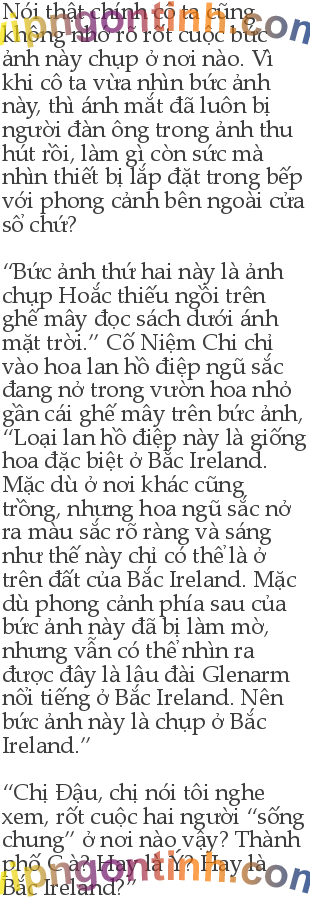 Nói thật chính cô ta cũng
không nhớ rõ rốt cuộc bức
ảnh này chụp ở nơi nào. Vì
khi cô ta vừa nhìn bức ảnh
này, thì ánh mắt đã luôn bị
người đàn ông trong ảnh thu
hút rồi, làm gì còn sức mà
nhìn thiết bị lắp đặt trong bếp
với phong cảnh bên ngoài cửa
sổ chứ?
“Bức ảnh thứ hai này là ảnh
chụp Hoắc thiếu ngồi trên
ghế mây đọc sách dưới ánh
mặt trời.” Cố Niệm Chi chỉ
vào hoa lan hồ điệp ngũ sắc
đang nở trong vườn hoa nhỏ
gần cái ghế mây trên bức ảnh,
“Loại lan hồ điệp này là giống
hoa đặc biệt ở Bắc Ireland.
Mặc dù ở nơi khác cũng
trồng, nhưng hoa ngũ sắc nở
ra màu sắc rõ ràng và sáng
như thế này chỉ có thể là ở
trên đất của Bắc Ireland. Mặc
dù phong cảnh phía sau của
bức ảnh này đã bị làm mờ,
nhưng vẫn có thể nhìn ra
được đây là lâu đài Glenarm
nổi tiếng ở Bắc Ireland. Nên
bức ảnh này là chụp ở Bắc
Ireland.”
“Chị Đậu, chị nói tôi nghe
xem, rốt cuộc hai người “sống
chung” ở nơi nào vậy? Thành
phố C à? Hay là Ý? Hay là
Bắc Ireland?”
vipngontinh.com